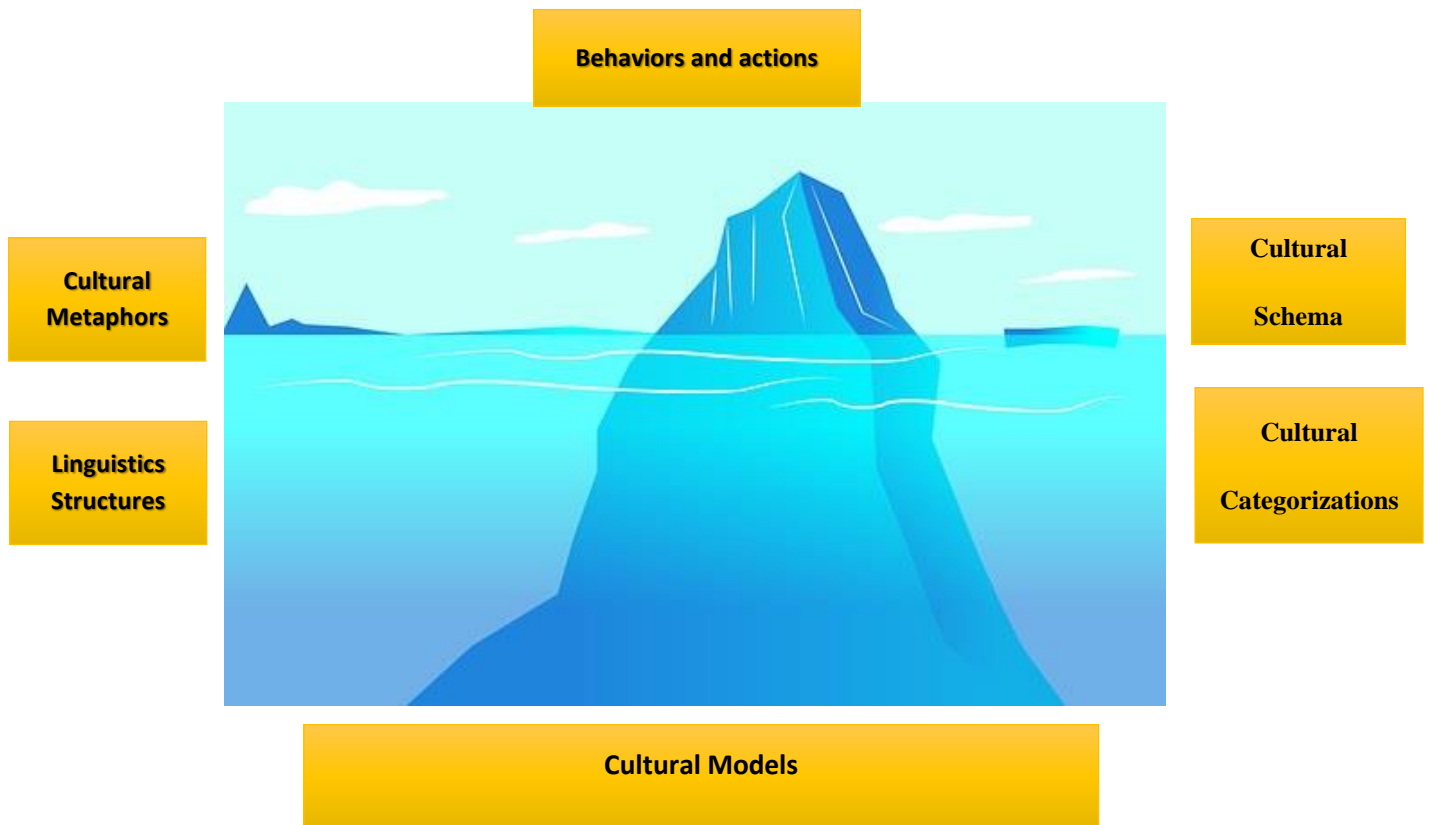 Behaviors and actions
Cultural
Metaphors
Cultural
Schema
Linguistics
Structures
Cultural
Categorizations
Cultural Models